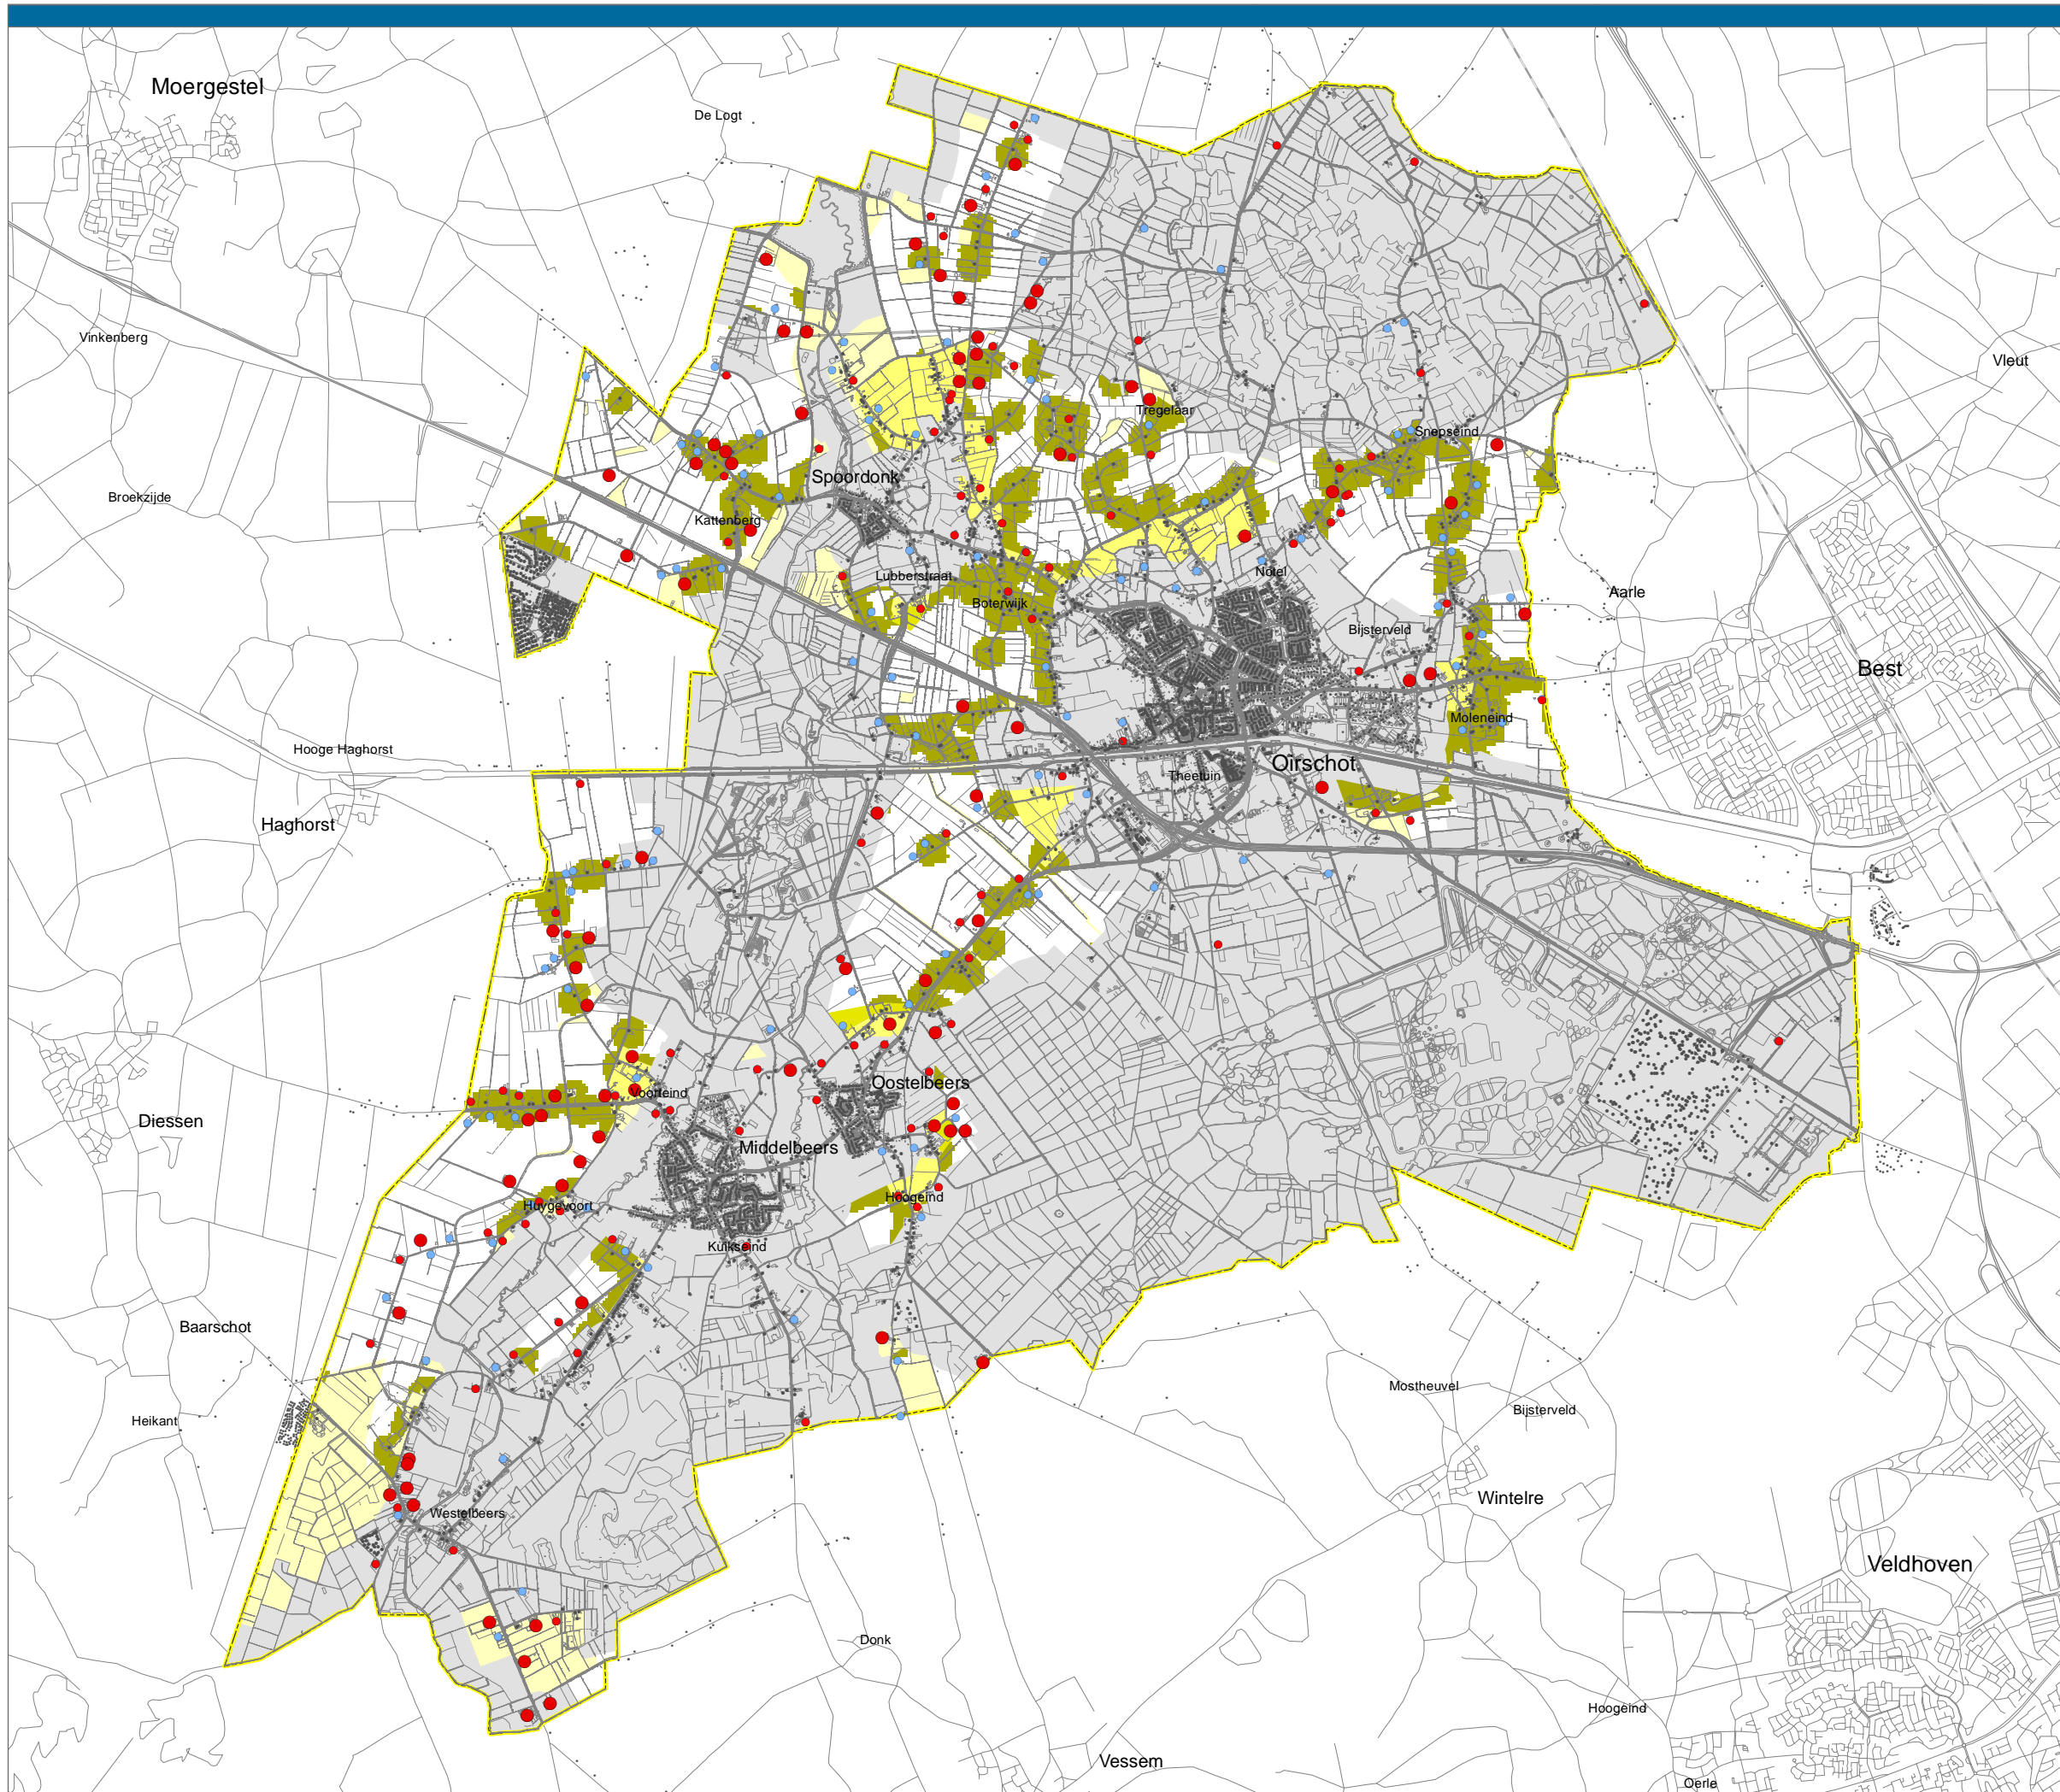 Moergestel
De Logt
Vinkenberg
Vleut
Tregelaar
Snepseind
Spoordonk
Broekzijde
Kattenberg
Notel
Lubberstraat
Aarle
Boterwijk
Bijsterveld
Best
Moleneind
Hooge Haghorst
Oirschot
Theetuin
Haghorst
Oostelbeers
Voorteind
Diessen
Middelbeers
Hoogeind
Huygevoort
Kuikseind
Baarschot
Mostheuvel
Bijsterveld
Heikant
Wintelre
Westelbeers
Veldhoven
Donk
Hoogeind
Vessem
Oerle